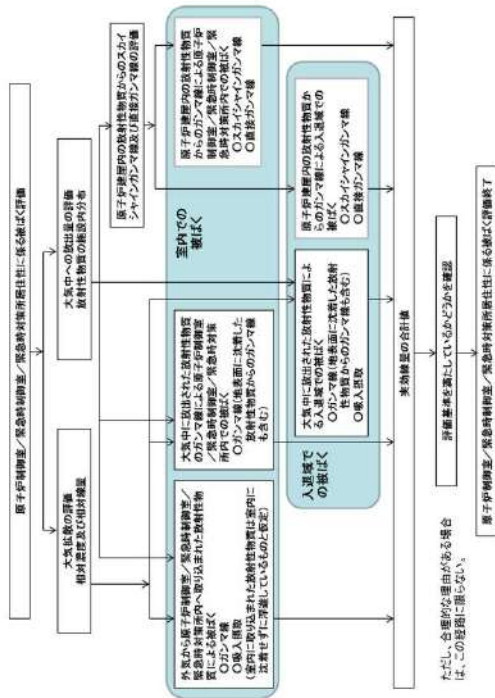 原子炉制御室／緊急時制御室／緊急時対策所居住性に係る被ばく評価
大気拡散の評価
相対濃度及び相対線量
大気中への放出量の評価
放射性物質の施設内分布
原子炉建屋内の放射性物質からのスカイ
シャインガンマ線及び直接ガンマ線の評価
室内での被ばく
外気から原子炉制御室／緊急時制御室／
緊急時対策所内へ取り込まれた放射性物
質による被ばく
○ガンマ線
○吸入摂取
(室内に取り込まれた放射性物質は室内に
沈着せずに浮遊しているものと仮定)
大気中に放出された放射性物質
のガンマ線による原子炉制御室
／緊急時制御室／緊急時対策
所内での被ばく
○ガンマ線(地表面に沈着した
放射性物質からのガンマ線
も含む)
原子炉建屋内の放射性物質
からのガンマ線による原子炉
制御室／緊急時制御室／緊
急時対策所内での被ばく
○スカイシャインガンマ線
○直接ガンマ線
入退域で
の被ばく
大気中に放出された放射性物質によ
る入退域での被ばく
○ガンマ線(地表面に沈着した放射
性物質からのガンマ線も含む)
○吸入摂取
原子炉建屋内の放射性物質か
らのガンマ線による入退域での
被ばく
○スカイシャインガンマ線
○直接ガンマ線
実効線量の合計値
ただし、合理的な理由がある場合
は、この経路に限らない。
評価基準を満たしているかどうかを確認
原子炉制御室／緊急時制御室／緊急時対策所居住性に係る被ばく評価終了